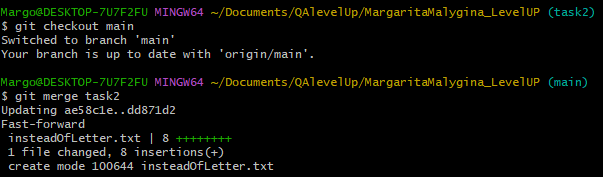 Margo@DESKTOP-7U7F2FU MINGW64 ~/Documents/QAlevelUp/MargaritaMalygina_LevelUP (task2)
$ git checkout main
Switched to branch 'main'
Your branch is up to date with 'origin/main'.
Margo@DESKTOP-7U7F2FU MINGW64 ~/Documents/QAlevelUp/MargaritaMalygina_LevelUP (main)
$ git merge task2
Updating ae58c1e..dd871d2
Fast-forward
insteadOfLetter.txt | 8 ++++++++
1 file changed, 8 insertions(+)
create mode 100644 insteadOfLetter.txt